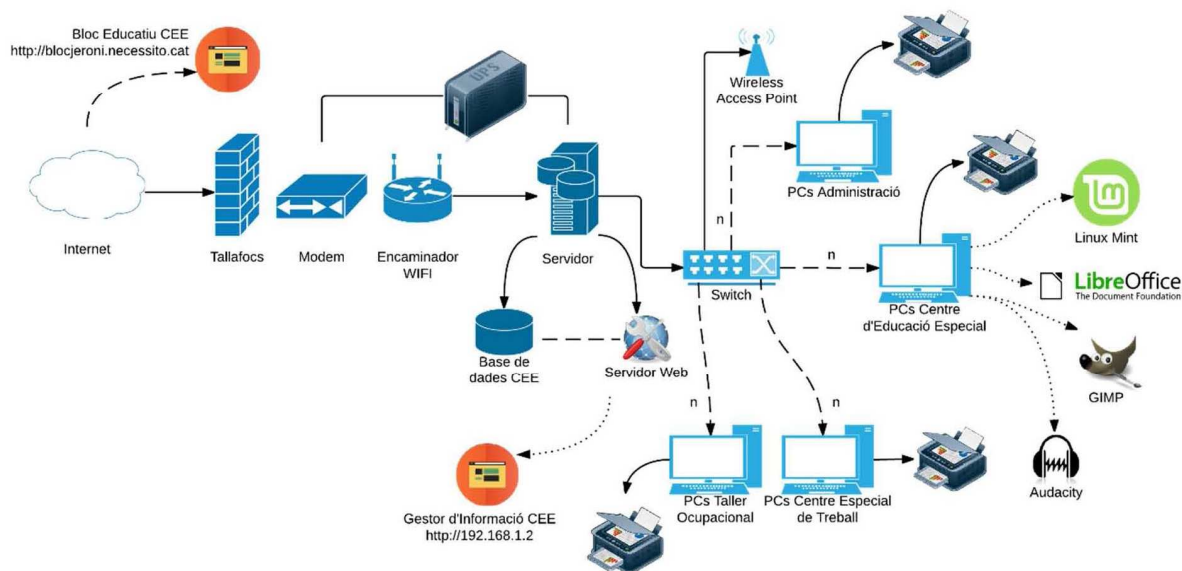 Bloc Educatiu CEE
http://blocjeroni.necessito.cat
UPS
Wireless
Access Point
PCs Administració
Internet
Tallafocs
Modem
Encaminador
WIFI
Servidor
n
n
Switch
PCs Centre
d'Educació Especial
Linux Mint
LibreOffice
The Document Foundation
GIMP
Base de
dades CEE
Servidor Web
n
n
Audacity
Gestor d'Informació CEE
http://192.168.1.2
PCs Taller
Ocupacional
PCs Centre Especial
de Treball